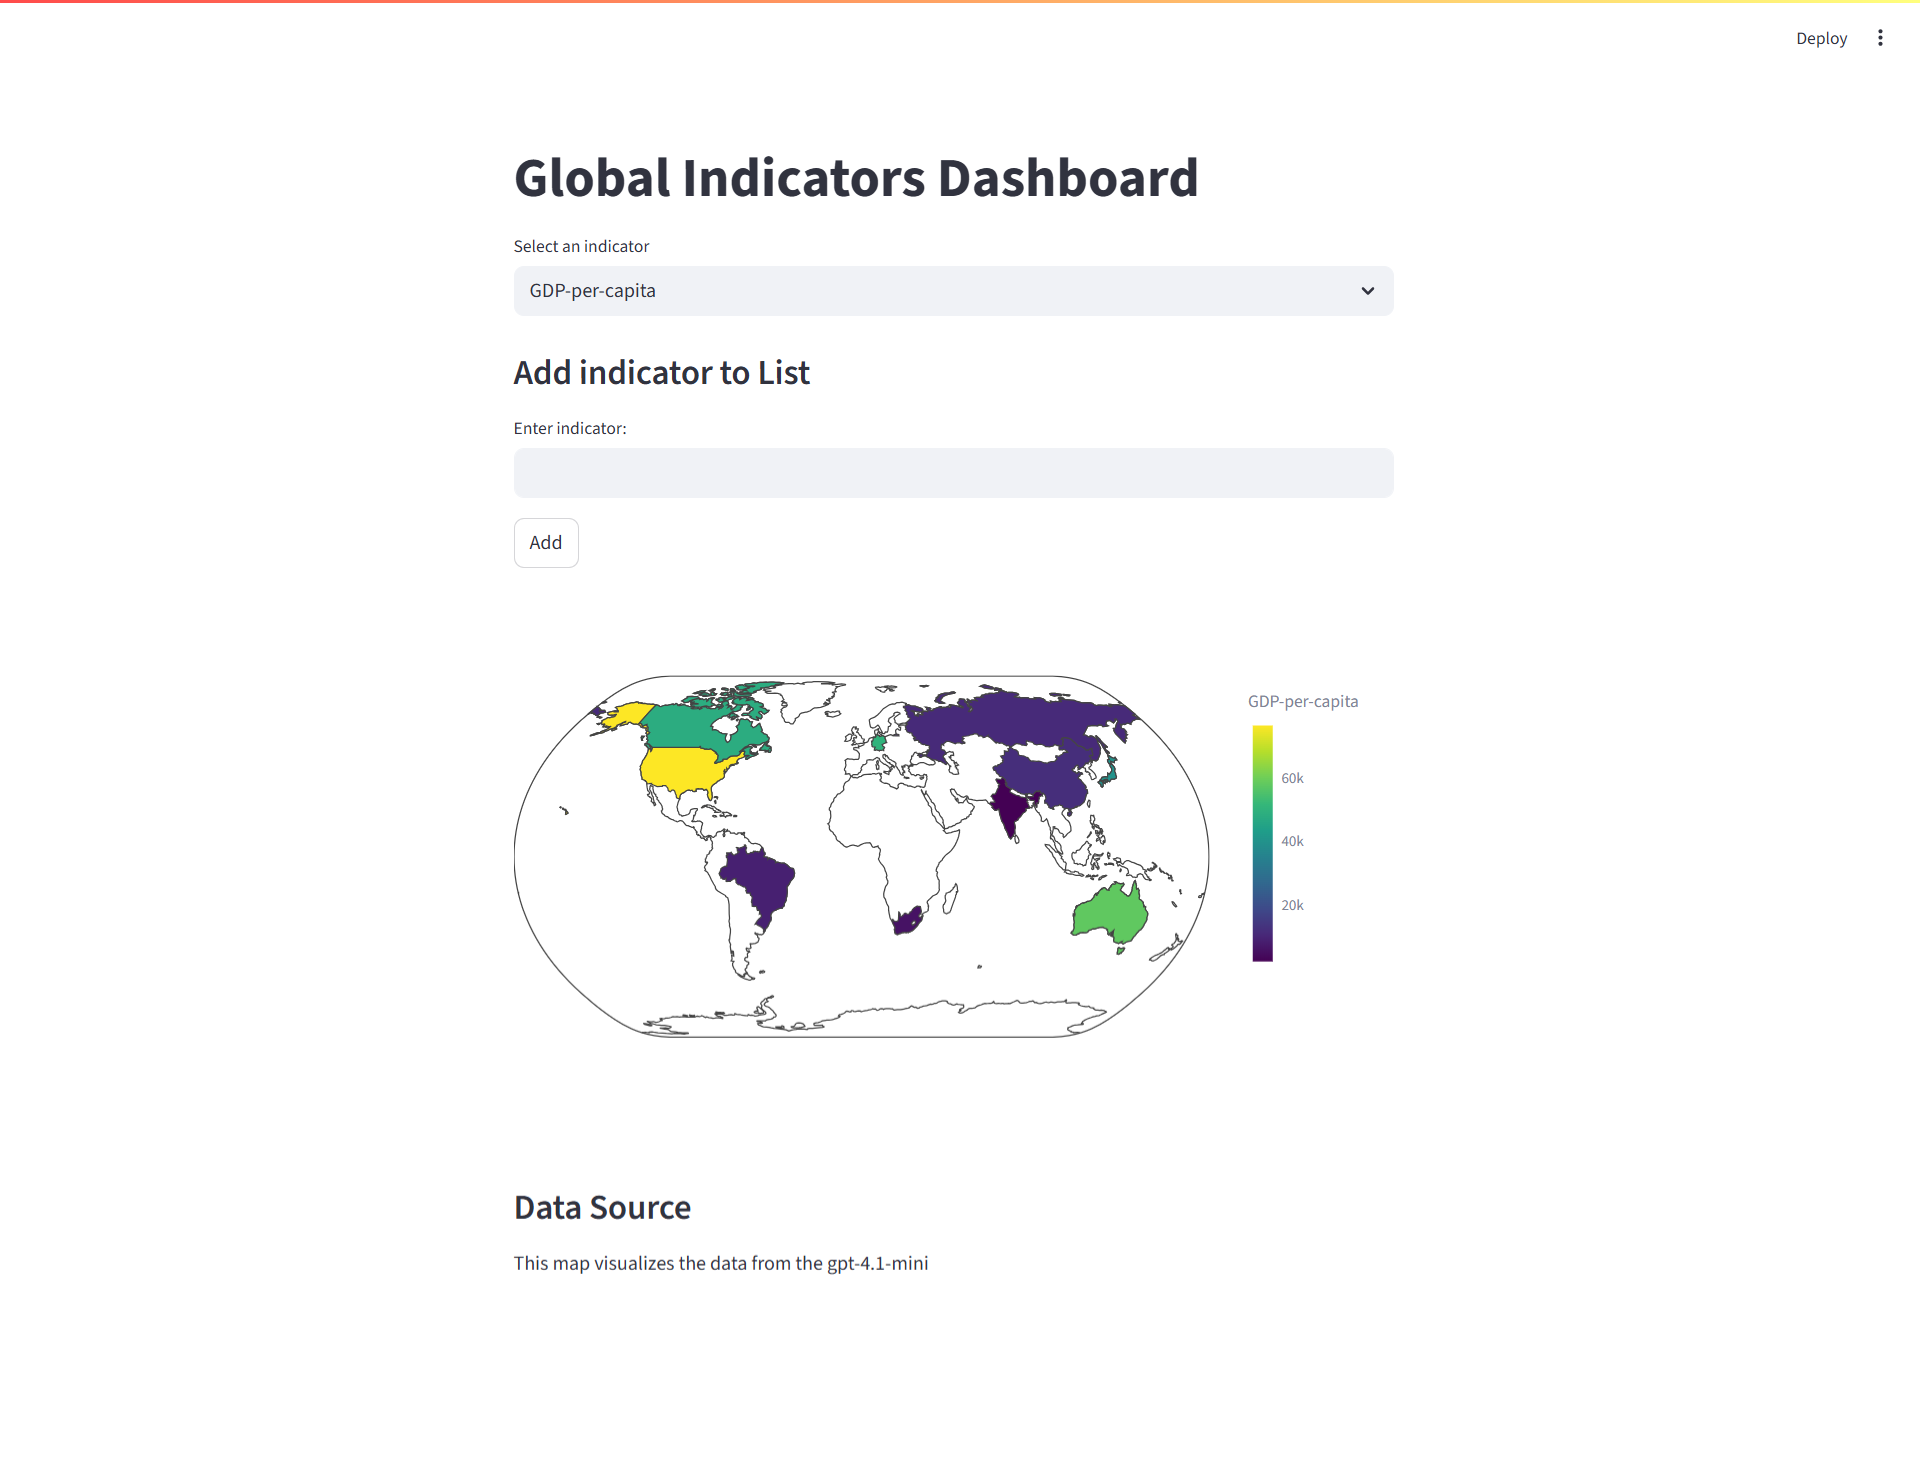 Deploy
Global Indicators Dashboard
Select an indicator
GDP-per-capita
Add indicator to List
Enter indicator:
Add
GDP-per-capita
60k
40k
20k
Data Source
This map visualizes the data from the gpt-4.1-mini